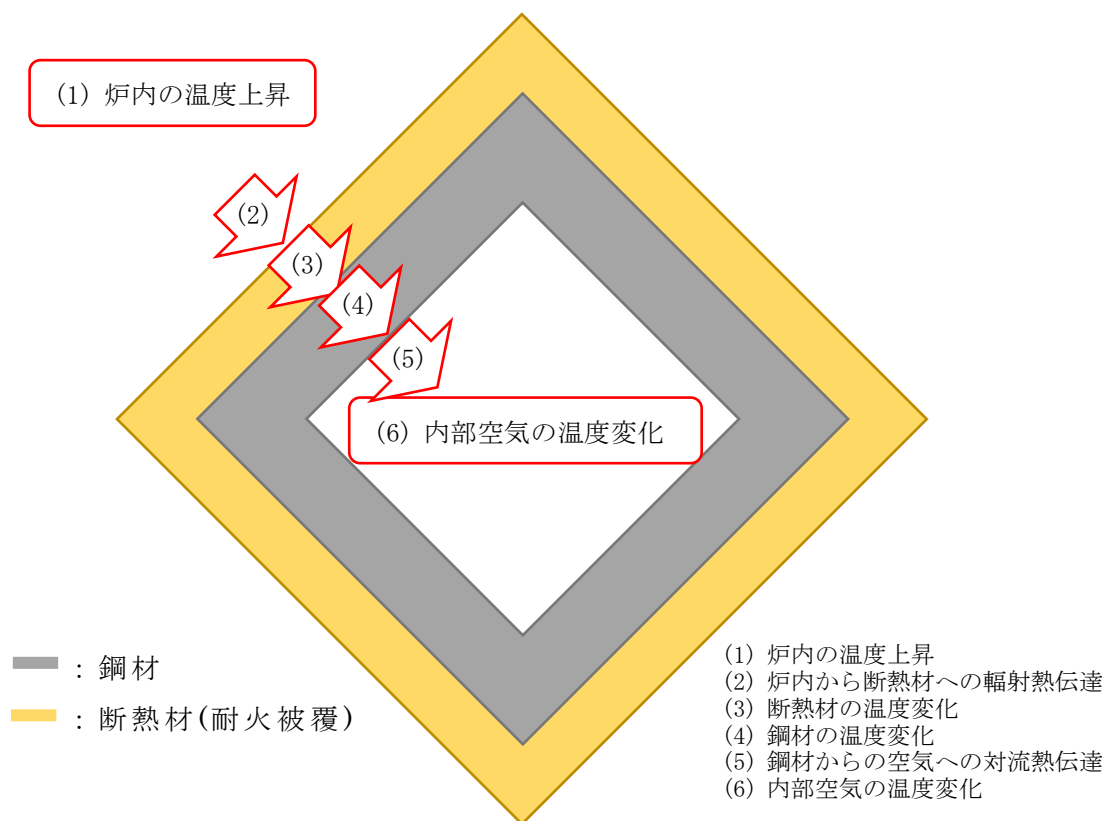 (1) 炉内の温度上昇
(2)
(3)
(4)
(5)
(6) 内部空気の温度変化
: 鋼材
: 断熱材(耐火被覆)
(1) 炉内の温度上昇
(2) 炉内から断熱材への輻射熱伝達
(3) 断熱材の温度変化
(4) 鋼材の温度変化
(5) 鋼材からの空気への対流熱伝達
(6) 内部空気の温度変化